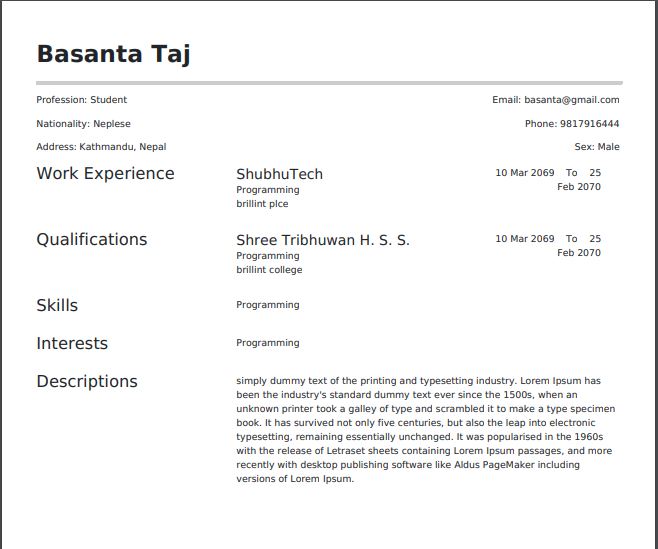 Basanta Taj
Profession: Student
Email: basanta@gmail.com
Nationality: Neplese
Phone: 9817916444
Address: Kathmandu, Nepal
Sex: Male
Work Experience
ShubhuTech
10 Mar 2069 To 25
Feb 2070
Programming
brillint plce
Qualifications
Shree Tribhuwan H. S. S.
10 Mar 2069 To 25
Feb 2070
Programming
brillint college
Skills
Programming
Interests
Programming
Descriptions
simply dummy text of the printing and typesetting industry. Lorem Ipsum has
been the industry's standard dummy text ever since the 1500s, when an
unknown printer took a galley of type and scrambled it to make a type specimen
book. It has survived not only five centuries, but also the leap into electronic
typesetting, remaining essentially unchanged. It was popularised in the 1960s
with the release of Letraset sheets containing Lorem Ipsum passages, and more
recently with desktop publishing software like Aldus PageMaker including
versions of Lorem Ipsum.